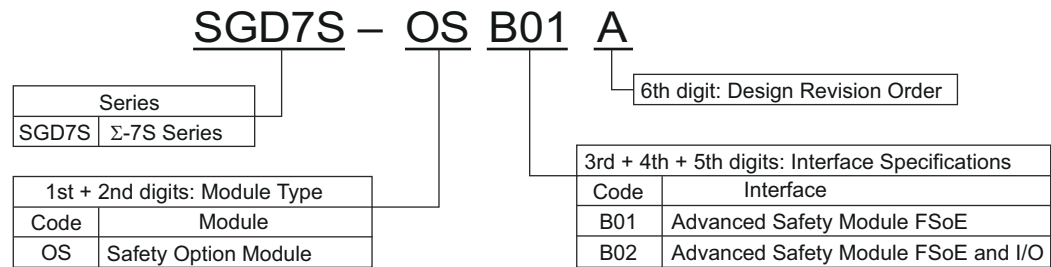 SGD7S – OS B01 A
6th digit: Design Revision Order
Series
SGD7S Σ-7S Series
3rd + 4th + 5th digits: Interface Specifications
Code Interface
B01 Advanced Safety Module FSoE
B02 Advanced Safety Module FSoE and I/O
1st + 2nd digits: Module Type
Code Module
OS Safety Option Module